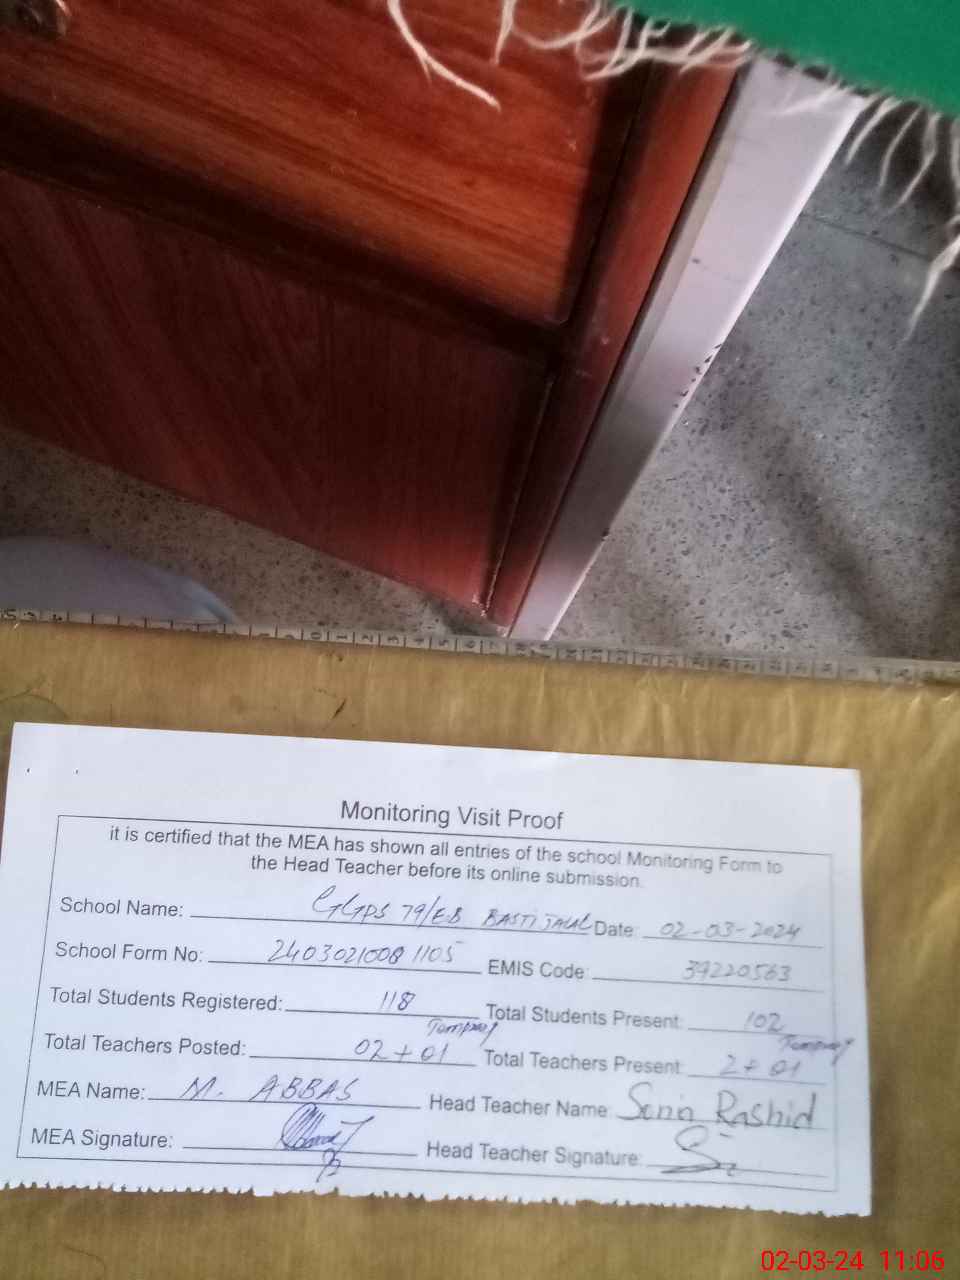 Monitoring Visit Proof
it is certified that the MEA has shown all entries of the school Monitoring Form to
the Head Teacher before its online submission.
School Name: GGPS 79/EB BASTI JALAL Date: 02-03-2024
School Form No: 24030210081105 EMIS Code: 39220563
Total Students Registered: 118 Total Students Present: 102
Total Teachers Posted: 02+01 Total Teachers Present: 2+01
MEA Name: M. ABBAS Head Teacher Name: Rashid
MEA Signature: Head Teacher Signature:
02-03-24 11:06